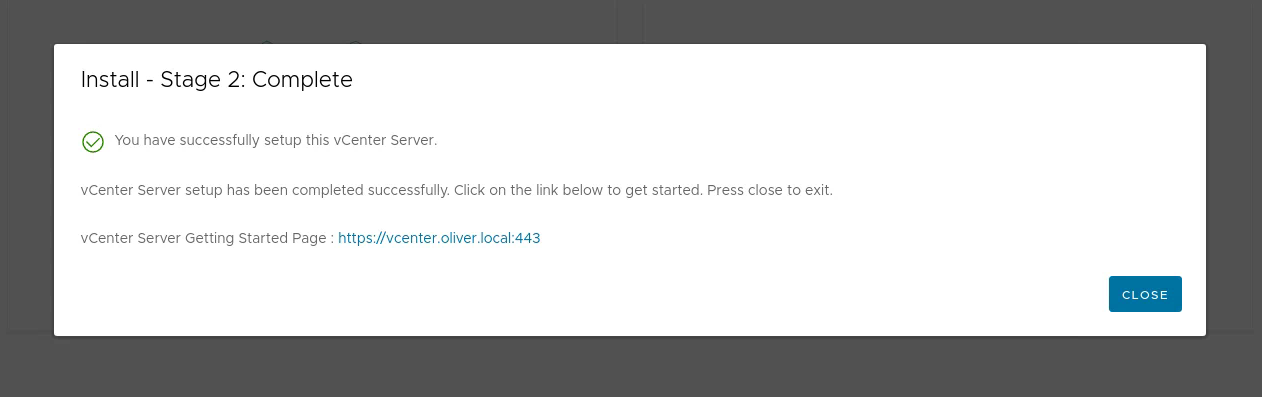 Install - Stage 2: Complete
You have successfully setup this vCenter Server.
vCenter Server setup has been completed successfully. Click on the link below to get started. Press close to exit.
vCenter Server Getting Started Page : https://vcenter.oliver.local:443
CLOSE